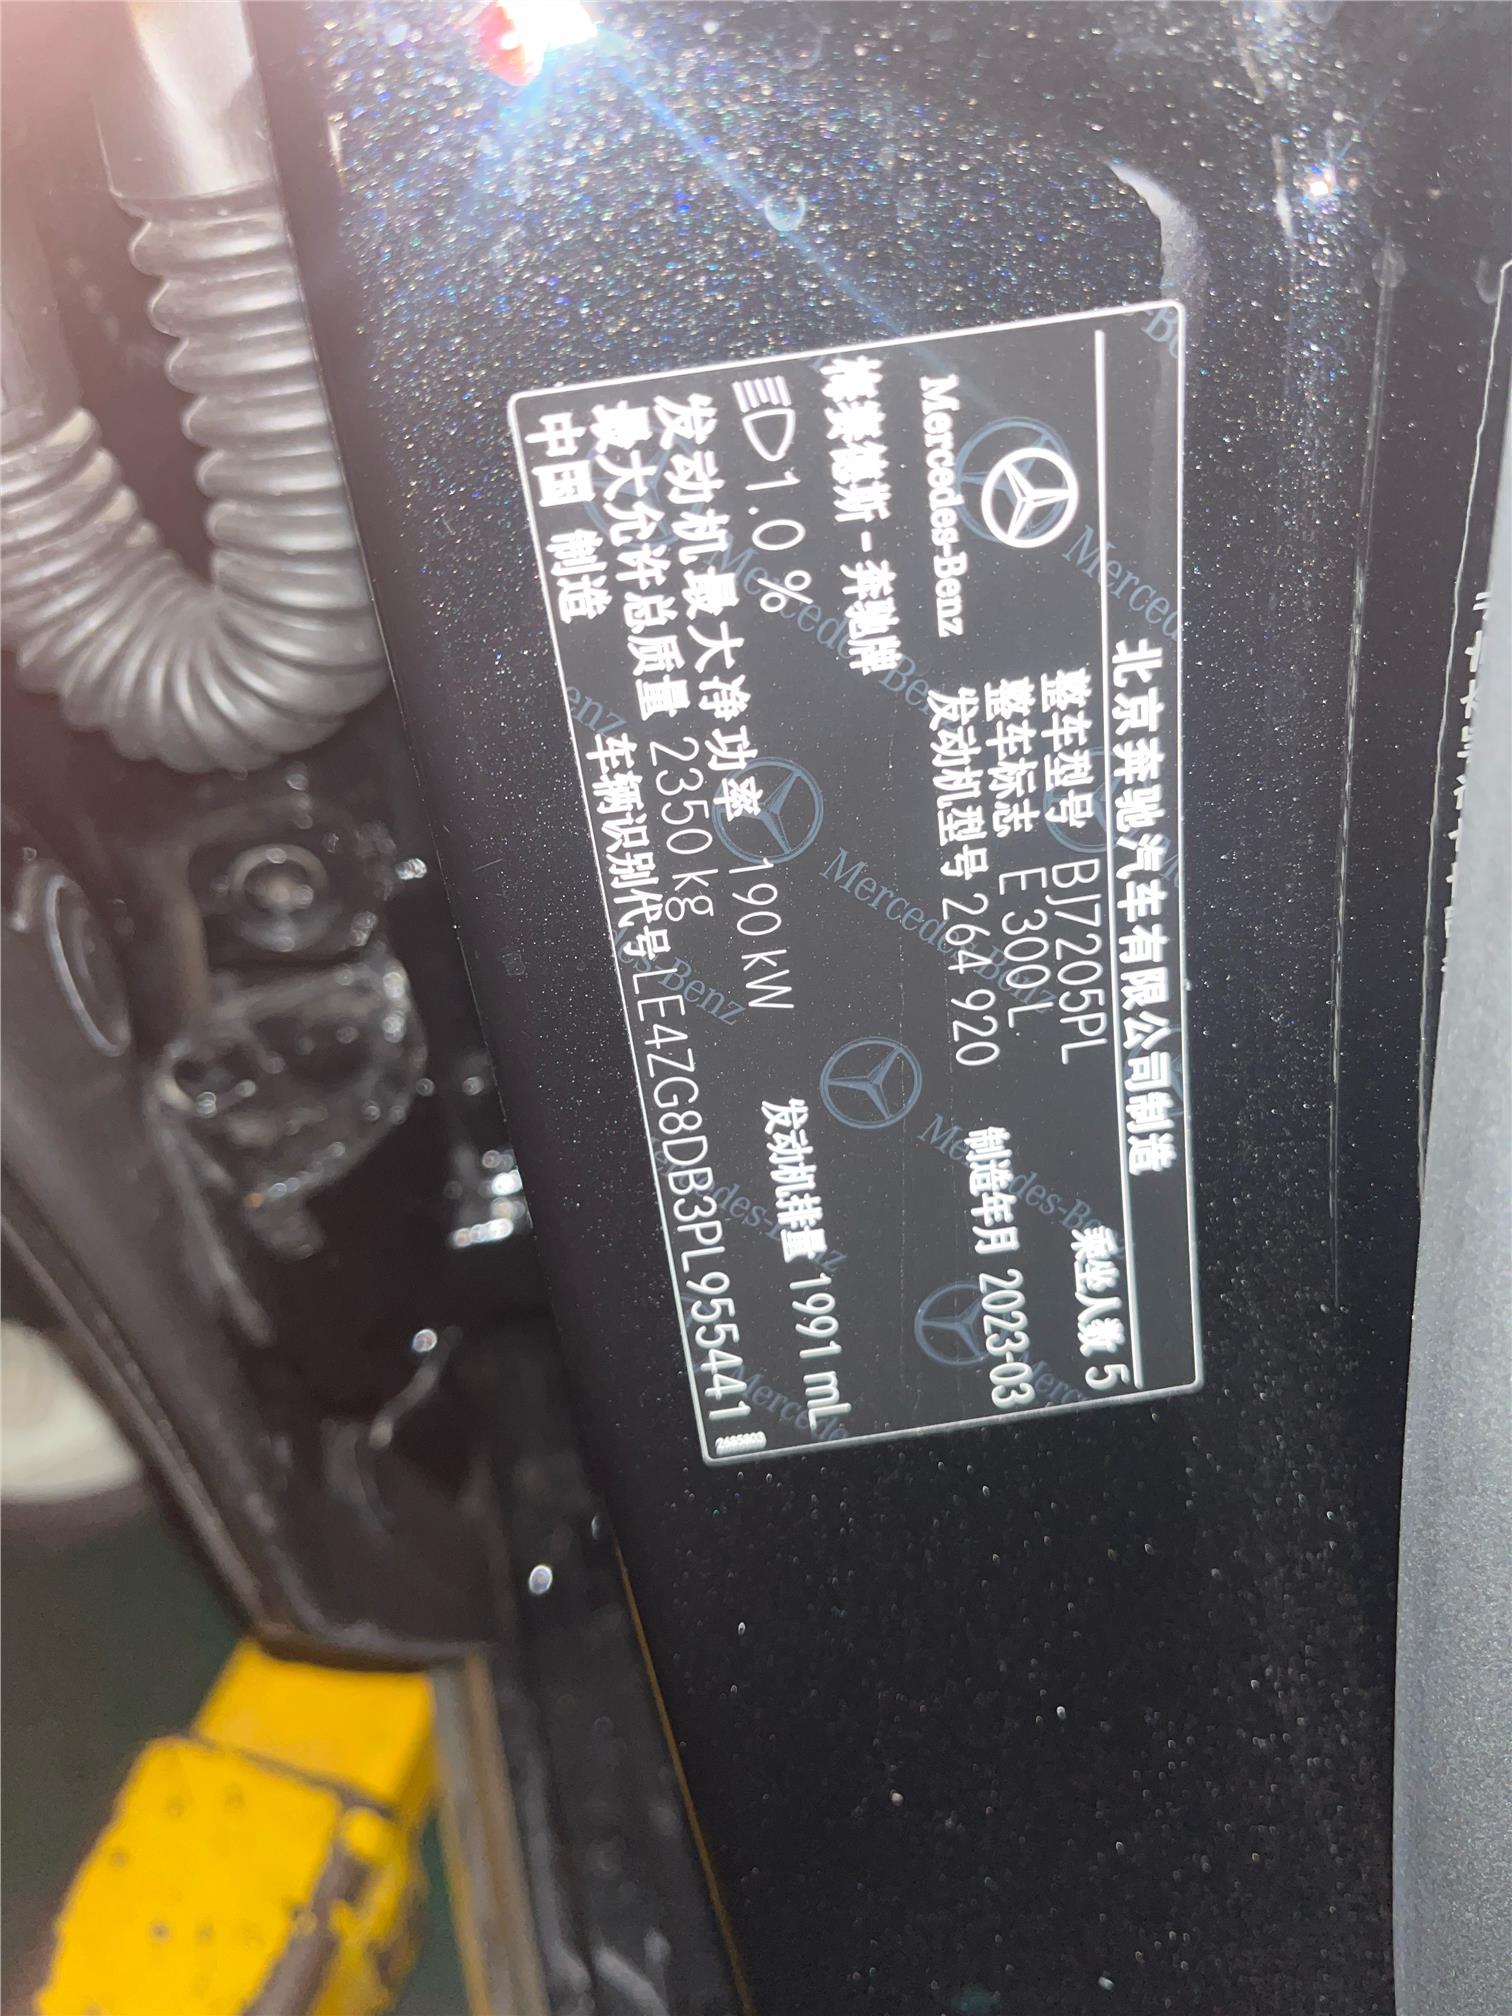 北京奔驰汽车有限公司制造
Mercedes-Benz
整车型号 BJ7205PL
乘坐人数 5
整车标志 E 300 L
发动机型号 264 920
制造年月 2023-03
梅赛德斯-奔驰牌
1.0 %
发动机最大净功率 190 kW
发动机排量 1991 mL
最大允许总质量 2350 kg
中国 制造
车辆识别代号 LE4ZG8DB3PL955441